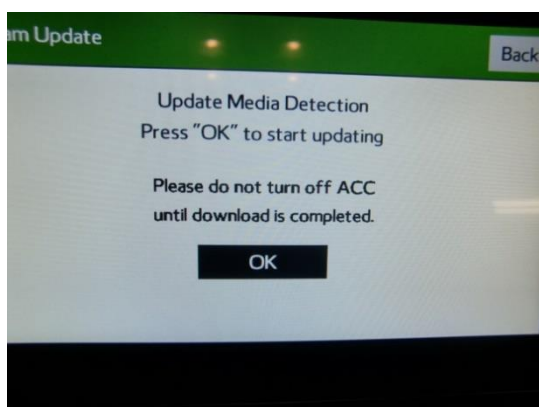 am Update
Back
Update Media Detection
Press "OK" to start updating
Please do not turn off ACC
until download is completed.
OK